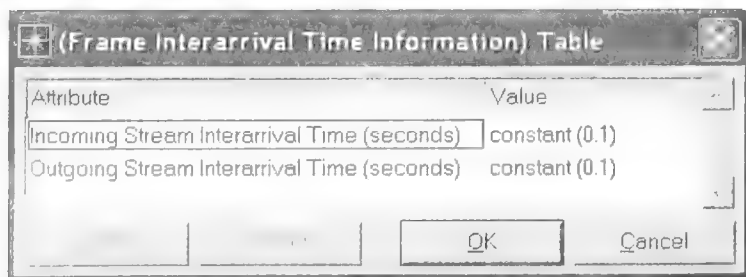 (Frame Interarrival Time Information) Table
Attribute Value
Incoming Stream Interarrival Time (seconds) constant (0.1)
Outgoing Stream Interarrival Time (seconds) constant (0.1)
OK Cancel